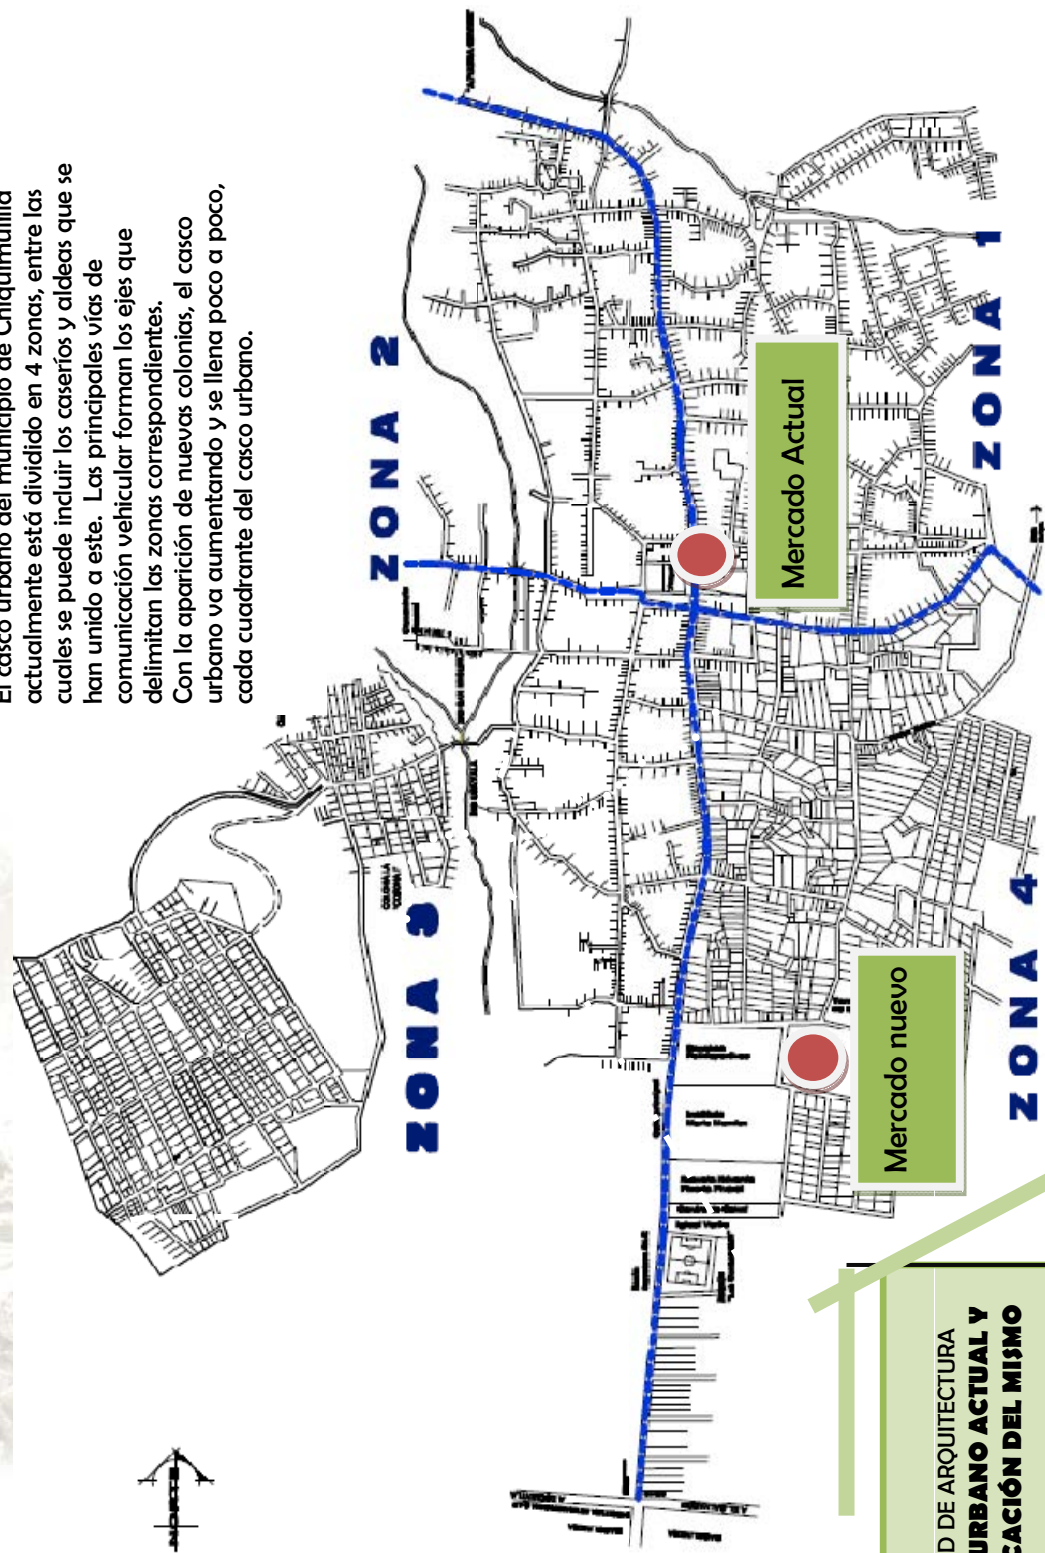 El casco urbano del municipio de Chiquimulilla
actualmente está dividido en 4 zonas, entre las
cuales se puede incluir los caseríos y aldeas que se
han unido a este. Las principales vías de
comunicación vehicular forman los ejes que
delimitan las zonas correspondientes.
Con la aparición de nuevas colonias, el casco
urbano va aumentando y se llena poco a poco,
cada cuadrante del casco urbano.
ZONA 2
ZONA 3
ZONA 1
ZONA 4
Mercado Actual
Mercado nuevo
NORTE
COLONIA
D DE ARQUITECTURA
URBANO ACTUAL Y
CACIÓN DEL MISMO